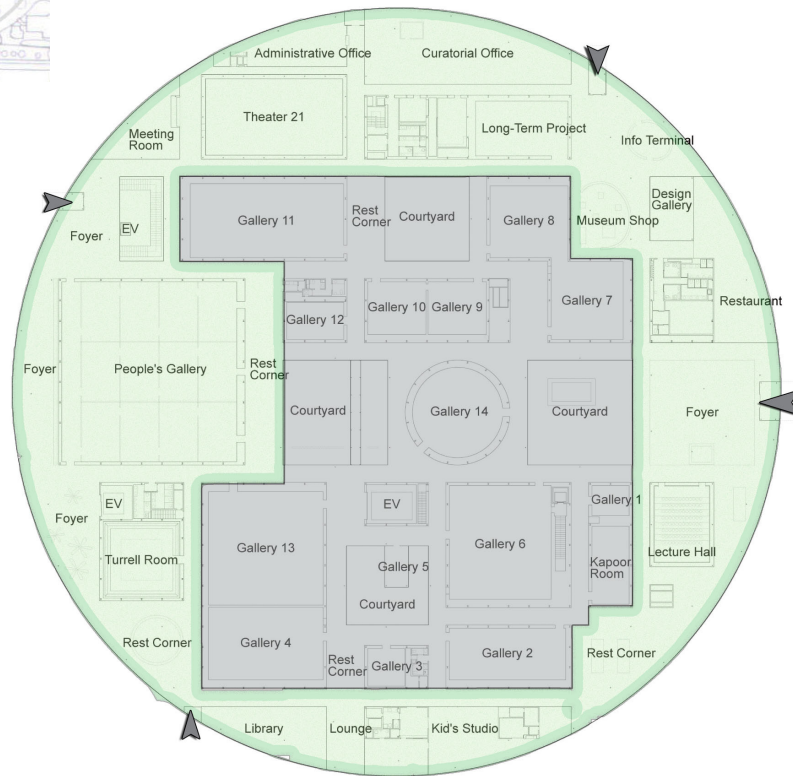 Administrative Office
Curatorial Office
Theater 21
Long-Term Project
Meeting
Room
Info Terminal
Design
Gallery
Gallery 11
Rest
Corner
Courtyard
Gallery 8
Museum Shop
EV
Foyer
Gallery 7
Gallery 10
Gallery 9
Restaurant
Gallery 12
Foyer
People's Gallery
Rest
Corner
Courtyard
Gallery 14
Courtyard
Foyer
EV
EV
Gallery 1
Foyer
Gallery 13
Gallery 6
Lecture Hall
Turrell Room
Gallery 5
Kapoor
Room
Courtyard
Rest Corner
Gallery 4
Rest
Corner
Gallery 3
Gallery 2
Rest Corner
Library
Lounge
Kid's Studio